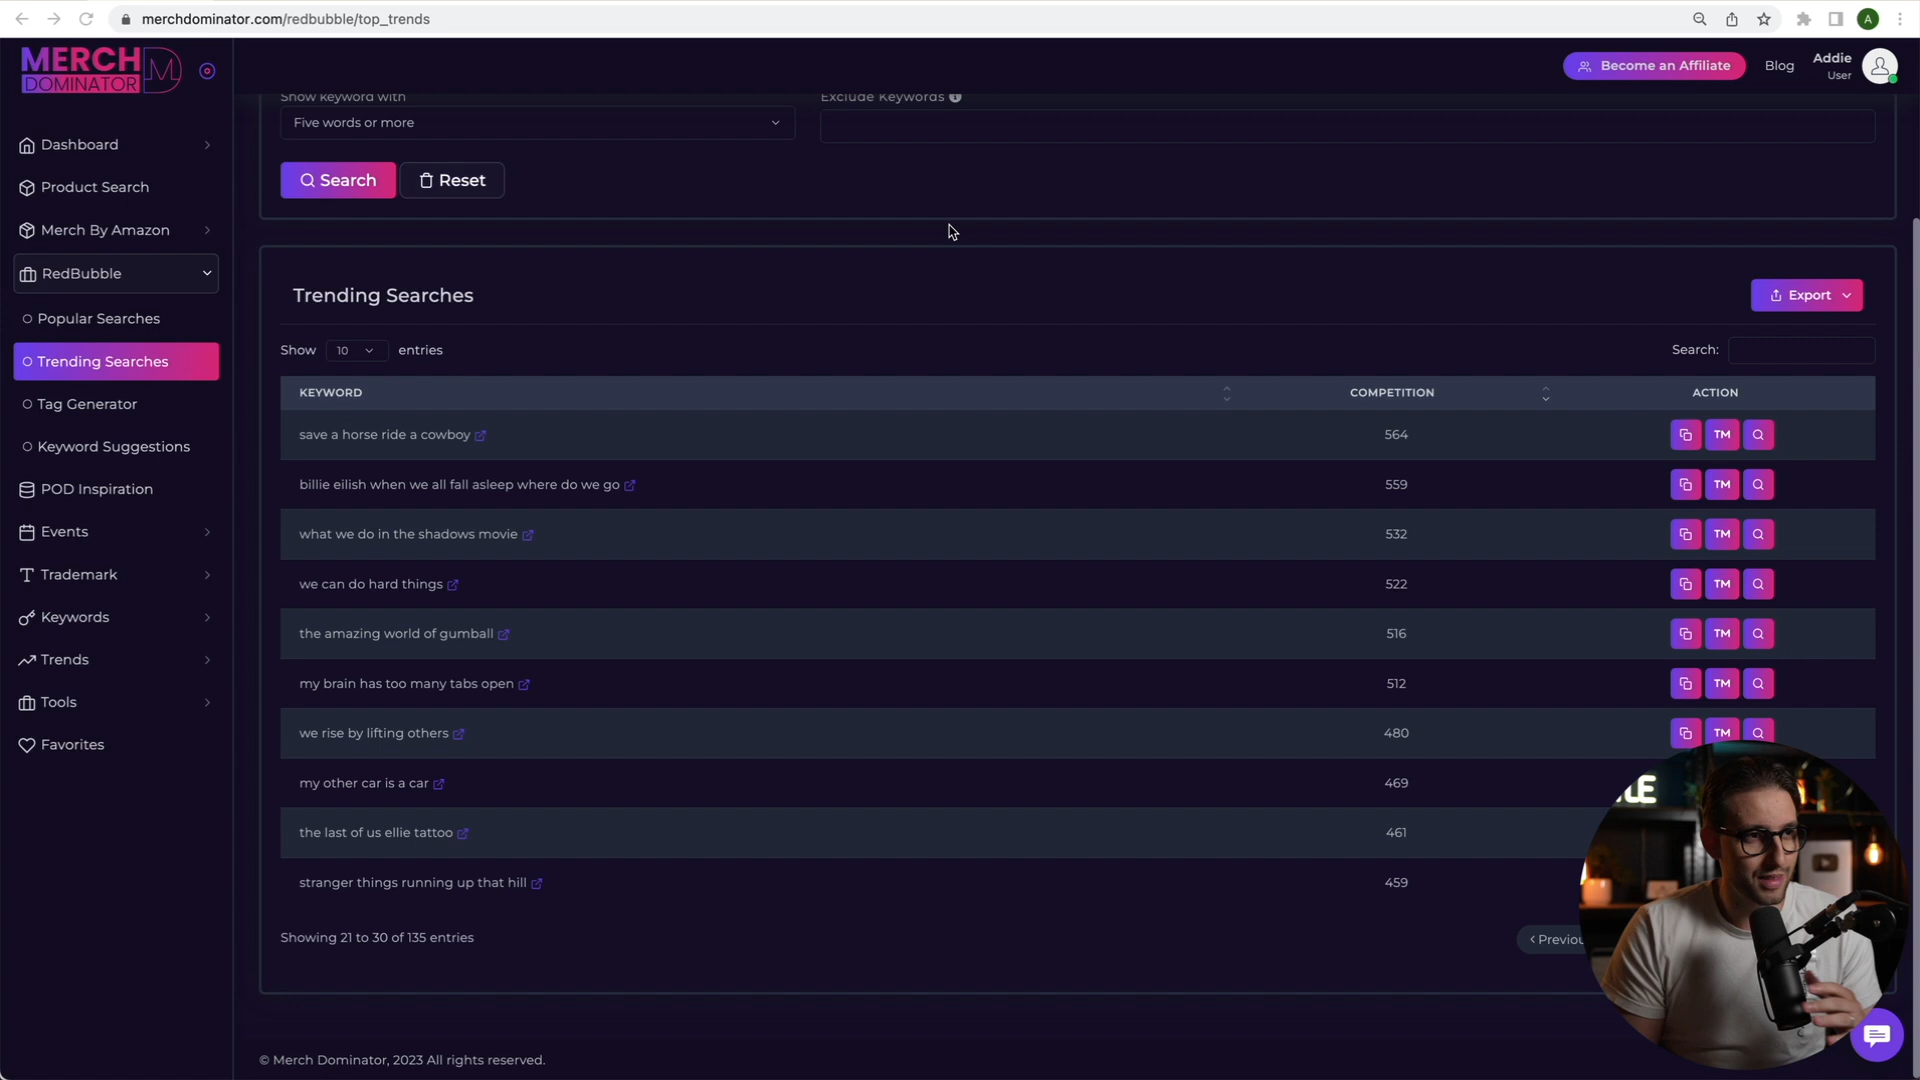 merchdominator.com/redbubble/top_trends
A
MERCH
DOMINATOR
Become an Affiliate
Blog
Addie
User
Show keyword with
Exclude Keywords
Five words or more
Search
Reset
Dashboard
Product Search
Merch By Amazon
RedBubble
Popular Searches
Trending Searches
Tag Generator
Keyword Suggestions
POD Inspiration
Events
Trademark
Keywords
Trends
Tools
Favorites
Trending Searches
Export
Show 10 entries
Search:
KEYWORD COMPETITION ACTION
save a horse ride a cowboy 564 TM
billie eilish when we all fall asleep where do we go 559 TM
what we do in the shadows movie 532 TM
we can do hard things 522 TM
the amazing world of gumball 516 TM
my brain has too many tabs open 512 TM
we rise by lifting others 480 TM
my other car is a car 469
the last of us ellie tattoo 461
stranger things running up that hill 459
Showing 21 to 30 of 135 entries
© Merch Dominator, 2023 All rights reserved.